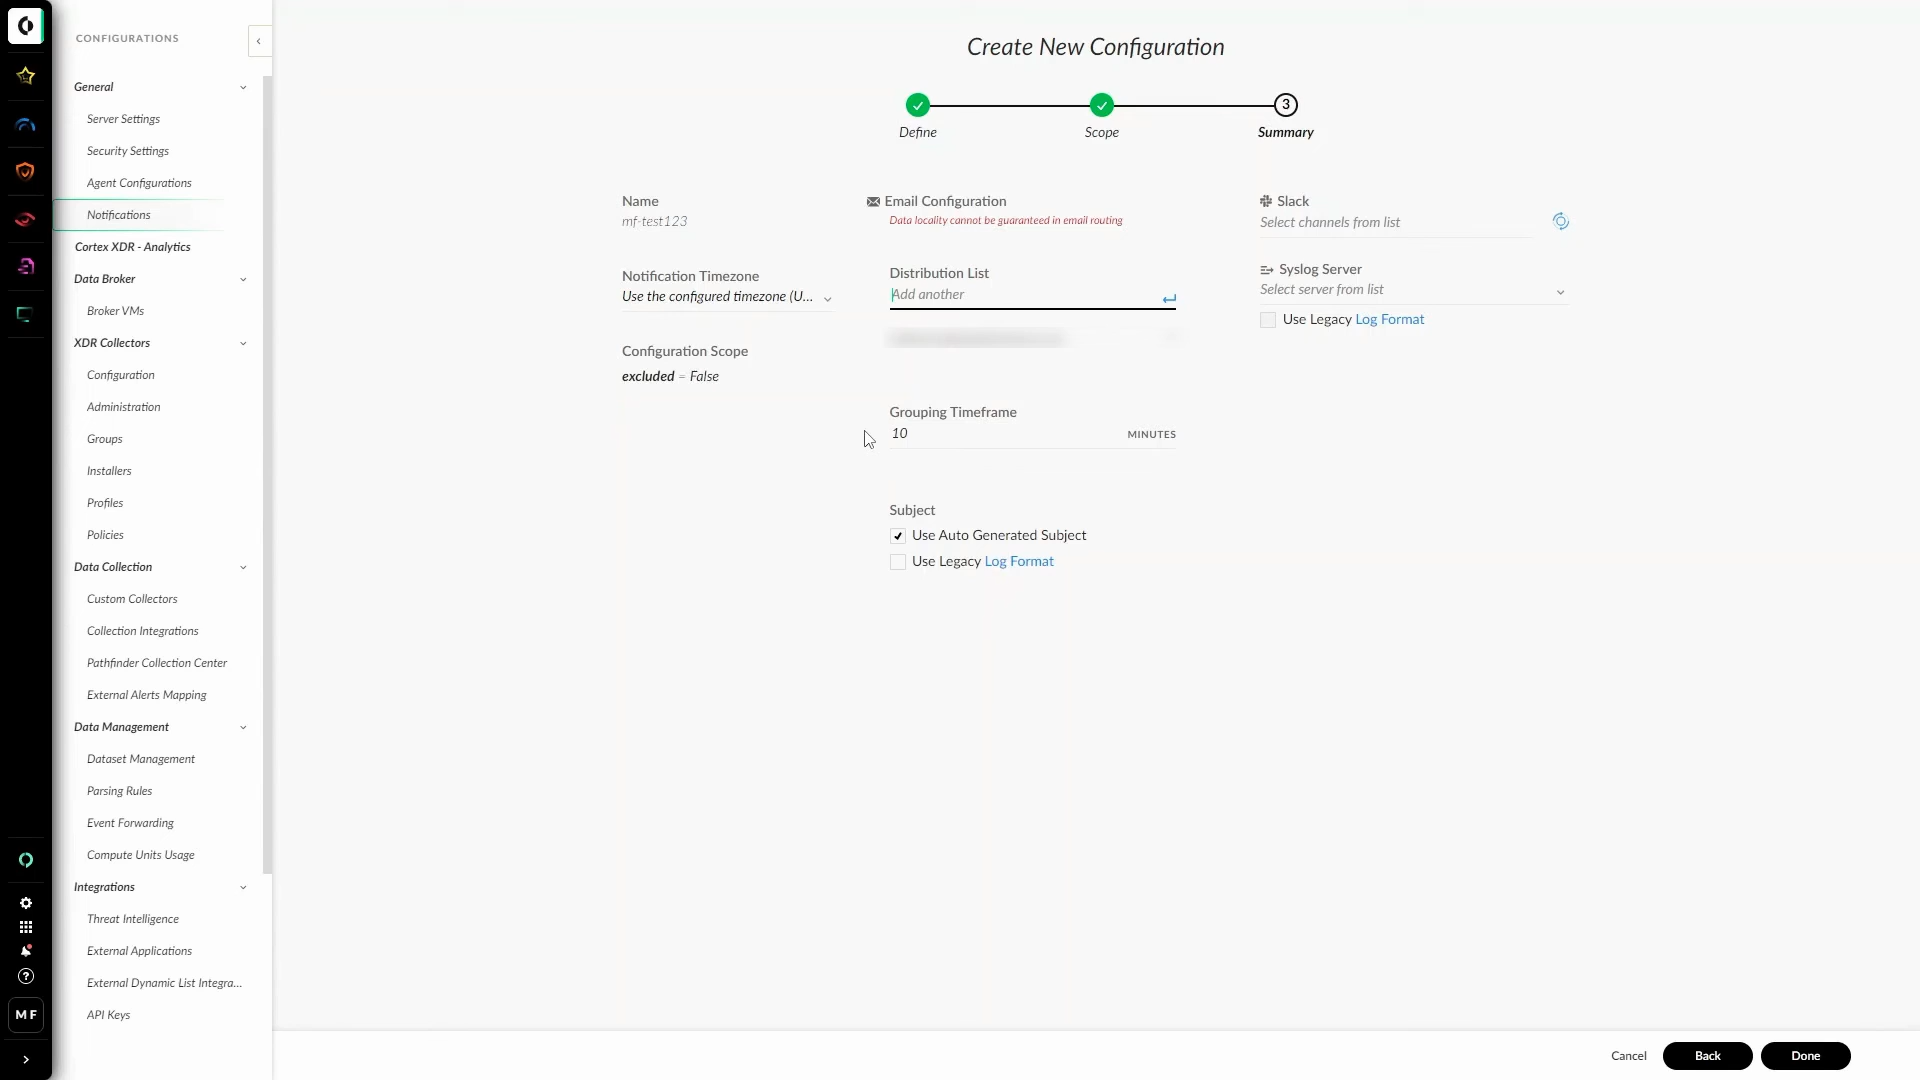 CONFIGURATIONS
General
Server Settings
Security Settings
Agent Configurations
Notifications
Cortex XDR - Analytics
Data Broker
Broker VMs
XDR Collectors
Configuration
Administration
Groups
Installers
Profiles
Policies
Data Collection
Custom Collectors
Collection Integrations
Pathfinder Collection Center
External Alerts Mapping
Data Management
Dataset Management
Parsing Rules
Event Forwarding
Compute Units Usage
Integrations
Threat Intelligence
External Applications
External Dynamic List Integra...
API Keys
MF
Create New Configuration
3
Define
Scope
Summary
Name
mf-test123
Notification Timezone
Use the configured timezone (U...
Configuration Scope
excluded = False
Email Configuration
Data locality cannot be guaranteed in email routing
Distribution List
Add another
Grouping Timeframe
10 MINUTES
Subject
Use Auto Generated Subject
Use Legacy Log Format
Slack
Select channels from list
Syslog Server
Select server from list
Use Legacy Log Format
Cancel
Back
Done